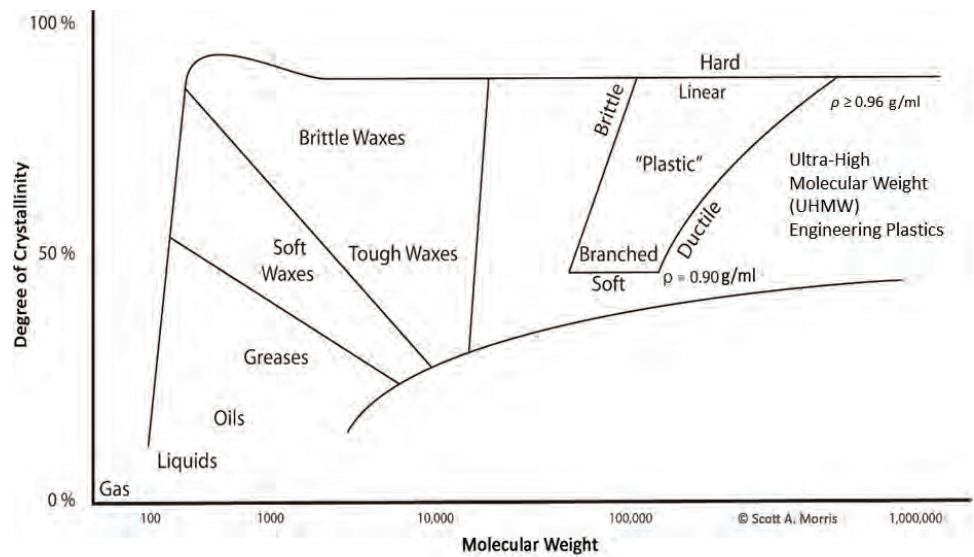 100 %
Hard
Brittle
Linear
ρ ≥ 0.96 g/ml
Brittle Waxes
"Plastic"
Ultra-High
Molecular Weight
(UHMW)
Engineering Plastics
Degree of Crystallinity
50 %
Soft
Waxes
Tough Waxes
Branched
Ductile
Soft
ρ = 0.90 g/ml
Greases
Oils
Liquids
Gas
0 %
100
1000
10,000
100,000
© Scott A. Morris
1,000,000
Molecular Weight